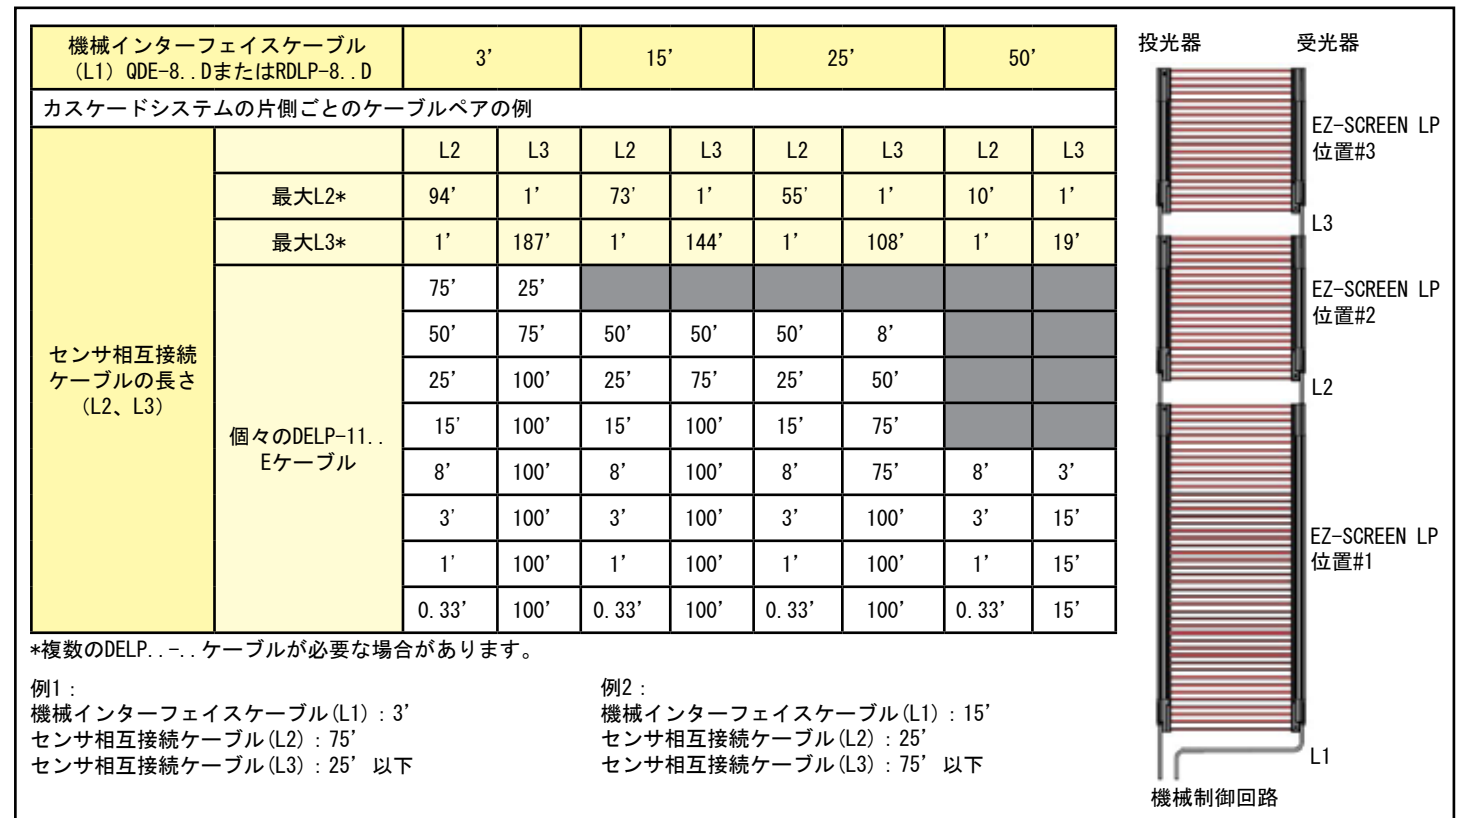 機械インターフェイスケーブル
(L1) QDE-8..DまたはRDLP-8..D
3’ 15’ 25’ 50’
カスケードシステムの片側ごとのケーブルペアの例
L2 L3 L2 L3 L2 L3 L2 L3
最大L2* 94’ 1’ 73’ 1’ 55’ 1’ 10’ 1’
最大L3* 1’ 187’ 1’ 144’ 1’ 108’ 1’ 19’
センサ相互接続
ケーブルの長さ
(L2、L3)
個々のDELP-11..
Eケーブル
75’ 25’
50’ 75’ 50’ 50’ 50’ 8’
25’ 100’ 25’ 75’ 25’ 50’
15’ 100’ 15’ 100’ 15’ 75’
8’ 100’ 8’ 100’ 8’ 75’ 8’ 3’
3’ 100’ 3’ 100’ 3’ 100’ 3’ 15’
1’ 100’ 1’ 100’ 1’ 100’ 1’ 15’
0.33’ 100’ 0.33’ 100’ 0.33’ 100’ 0.33’ 15’
*複数のDELP..-..ケーブルが必要な場合があります。
例1：
機械インターフェイスケーブル(L1)：3’
センサ相互接続ケーブル(L2)：75’
センサ相互接続ケーブル(L3)：25’ 以下
例2：
機械インターフェイスケーブル(L1)：15’
センサ相互接続ケーブル(L2)：25’
センサ相互接続ケーブル(L3)：75’ 以下
投光器 受光器
EZ-SCREEN LP
位置#3
L3
EZ-SCREEN LP
位置#2
L2
EZ-SCREEN LP
位置#1
L1
機械制御回路